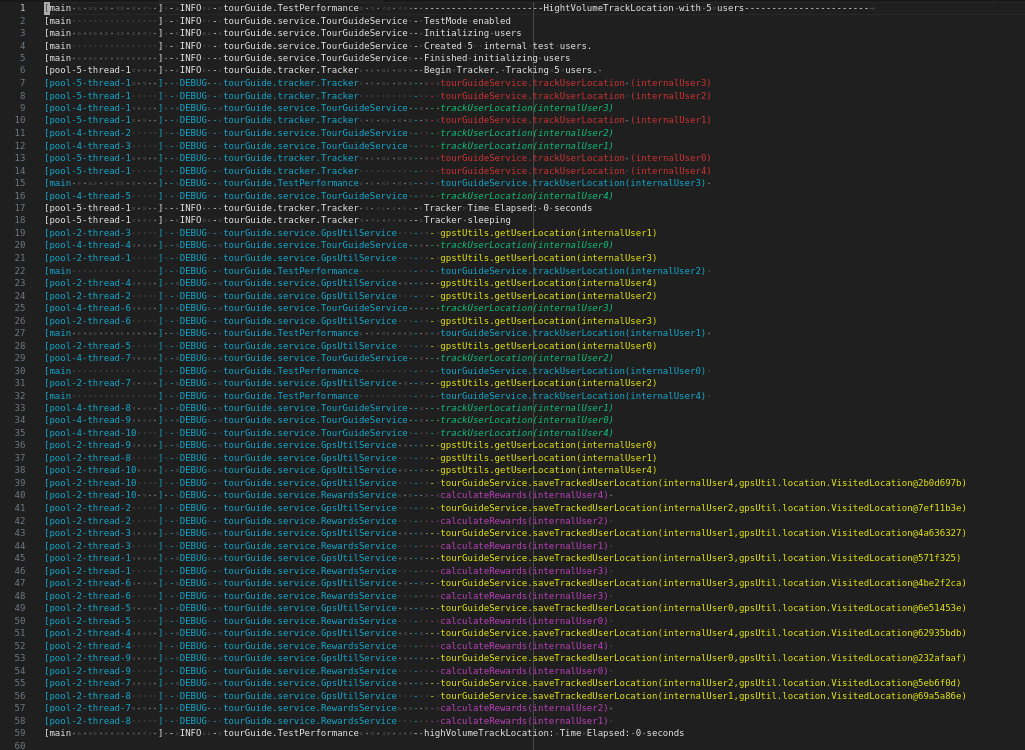 1 [main ] - INFO - tourGuide.TestPerformance - ----------------------HightVolumeTrackLocation with 5 users-----------------------
2 [main ] - INFO - tourGuide.service.TourGuideService - TestMode enabled
3 [main ] - INFO - tourGuide.service.TourGuideService - Initializing users
4 [main ] - INFO - tourGuide.service.TourGuideService - Created 5 internal test users.
5 [main ] - INFO - tourGuide.service.TourGuideService - Finished initializing users
6 [pool-5-thread-1 ] - INFO - tourGuide.tracker.Tracker - Begin Tracker. Tracking 5 users.
7 [pool-5-thread-1 ] - DEBUG - tourGuide.tracker.Tracker - tourGuideService.trackUserLocation (internalUser3)
8 [pool-5-thread-1 ] - DEBUG - tourGuide.tracker.Tracker - tourGuideService.trackUserLocation (internalUser2)
9 [pool-4-thread-1 ] - DEBUG - tourGuide.service.TourGuideService - trackUserLocation(internalUser3)
10 [pool-5-thread-1 ] - DEBUG - tourGuide.tracker.Tracker - tourGuideService.trackUserLocation (internalUser1)
11 [pool-4-thread-2 ] - DEBUG - tourGuide.service.TourGuideService - trackUserLocation(internalUser2)
12 [pool-4-thread-3 ] - DEBUG - tourGuide.service.TourGuideService - trackUserLocation(internalUser1)
13 [pool-5-thread-1 ] - DEBUG - tourGuide.tracker.Tracker - tourGuideService.trackUserLocation (internalUser0)
14 [pool-5-thread-1 ] - DEBUG - tourGuide.tracker.Tracker - tourGuideService.trackUserLocation (internalUser4)
15 [main ] - DEBUG - tourGuide.TestPerformance - tourGuideService.trackUserLocation(internalUser3)
16 [pool-4-thread-5 ] - DEBUG - tourGuide.service.TourGuideService - trackUserLocation(internalUser4)
17 [pool-5-thread-1 ] - INFO - tourGuide.tracker.Tracker - Tracker Time Elapsed: 0 seconds
18 [pool-5-thread-1 ] - INFO - tourGuide.tracker.Tracker - Tracker sleeping
19 [pool-2-thread-3 ] - DEBUG - tourGuide.service.GpsUtilService - gpstUtils.getUserLocation(internalUser1)
20 [pool-4-thread-4 ] - DEBUG - tourGuide.service.TourGuideService - trackUserLocation(internalUser0)
21 [pool-2-thread-1 ] - DEBUG - tourGuide.service.GpsUtilService - gpstUtils.getUserLocation(internalUser3)
22 [main ] - DEBUG - tourGuide.TestPerformance - tourGuideService.trackUserLocation(internalUser2)
23 [pool-2-thread-4 ] - DEBUG - tourGuide.service.GpsUtilService - gpstUtils.getUserLocation(internalUser4)
24 [pool-2-thread-2 ] - DEBUG - tourGuide.service.GpsUtilService - gpstUtils.getUserLocation(internalUser2)
25 [pool-4-thread-6 ] - DEBUG - tourGuide.service.TourGuideService - trackUserLocation(internalUser3)
26 [pool-2-thread-6 ] - DEBUG - tourGuide.service.GpsUtilService - gpstUtils.getUserLocation(internalUser3)
27 [main ] - DEBUG - tourGuide.TestPerformance - tourGuideService.trackUserLocation(internalUser1)
28 [pool-2-thread-5 ] - DEBUG - tourGuide.service.GpsUtilService - gpstUtils.getUserLocation(internalUser0)
29 [pool-4-thread-7 ] - DEBUG - tourGuide.service.TourGuideService - trackUserLocation(internalUser2)
30 [main ] - DEBUG - tourGuide.TestPerformance - tourGuideService.trackUserLocation(internalUser0)
31 [pool-2-thread-7 ] - DEBUG - tourGuide.service.GpsUtilService - gpstUtils.getUserLocation(internalUser2)
32 [main ] - DEBUG - tourGuide.TestPerformance - tourGuideService.trackUserLocation(internalUser4)
33 [pool-4-thread-8 ] - DEBUG - tourGuide.service.TourGuideService - trackUserLocation(internalUser1)
34 [pool-4-thread-9 ] - DEBUG - tourGuide.service.TourGuideService - trackUserLocation(internalUser0)
35 [pool-4-thread-10 ] - DEBUG - tourGuide.service.TourGuideService - trackUserLocation(internalUser4)
36 [pool-2-thread-9 ] - DEBUG - tourGuide.service.GpsUtilService - gpstUtils.getUserLocation(internalUser0)
37 [pool-2-thread-8 ] - DEBUG - tourGuide.service.GpsUtilService - gpstUtils.getUserLocation(internalUser1)
38 [pool-2-thread-10 ] - DEBUG - tourGuide.service.GpsUtilService - gpstUtils.getUserLocation(internalUser4)
39 [pool-2-thread-10 ] - DEBUG - tourGuide.service.GpsUtilService - tourGuideService.saveTrackedUserLocation(internalUser4,gpsUtil.location.VisitedLocation@2b0d697b)
40 [pool-2-thread-10 ] - DEBUG - tourGuide.service.RewardsService - calculateRewards(internalUser4)
41 [pool-2-thread-2 ] - DEBUG - tourGuide.service.GpsUtilService - tourGuideService.saveTrackedUserLocation(internalUser2,gpsUtil.location.VisitedLocation@7ef11b3e)
42 [pool-2-thread-2 ] - DEBUG - tourGuide.service.RewardsService - calculateRewards(internalUser2)
43 [pool-2-thread-3 ] - DEBUG - tourGuide.service.GpsUtilService - tourGuideService.saveTrackedUserLocation(internalUser1,gpsUtil.location.VisitedLocation@4a636327)
44 [pool-2-thread-3 ] - DEBUG - tourGuide.service.RewardsService - calculateRewards(internalUser1)
45 [pool-2-thread-1 ] - DEBUG - tourGuide.service.GpsUtilService - tourGuideService.saveTrackedUserLocation(internalUser3,gpsUtil.location.VisitedLocation@571f325)
46 [pool-2-thread-1 ] - DEBUG - tourGuide.service.RewardsService - calculateRewards(internalUser3)
47 [pool-2-thread-6 ] - DEBUG - tourGuide.service.GpsUtilService - tourGuideService.saveTrackedUserLocation(internalUser3,gpsUtil.location.VisitedLocation@4be2f2ca)
48 [pool-2-thread-6 ] - DEBUG - tourGuide.service.RewardsService - calculateRewards(internalUser3)
49 [pool-2-thread-5 ] - DEBUG - tourGuide.service.GpsUtilService - tourGuideService.saveTrackedUserLocation(internalUser0,gpsUtil.location.VisitedLocation@6e51453e)
50 [pool-2-thread-5 ] - DEBUG - tourGuide.service.RewardsService - calculateRewards(internalUser0)
51 [pool-2-thread-4 ] - DEBUG - tourGuide.service.GpsUtilService - tourGuideService.saveTrackedUserLocation(internalUser4,gpsUtil.location.VisitedLocation@62935bdb)
52 [pool-2-thread-4 ] - DEBUG - tourGuide.service.RewardsService - calculateRewards(internalUser4)
53 [pool-2-thread-9 ] - DEBUG - tourGuide.service.GpsUtilService - tourGuideService.saveTrackedUserLocation(internalUser0,gpsUtil.location.VisitedLocation@232afaaf)
54 [pool-2-thread-9 ] - DEBUG - tourGuide.service.RewardsService - calculateRewards(internalUser0)
55 [pool-2-thread-7 ] - DEBUG - tourGuide.service.GpsUtilService - tourGuideService.saveTrackedUserLocation(internalUser2,gpsUtil.location.VisitedLocation@5eb6f0d)
56 [pool-2-thread-8 ] - DEBUG - tourGuide.service.GpsUtilService - tourGuideService.saveTrackedUserLocation(internalUser1,gpsUtil.location.VisitedLocation@69a5a86e)
57 [pool-2-thread-7 ] - DEBUG - tourGuide.service.RewardsService - calculateRewards(internalUser2)
58 [pool-2-thread-8 ] - DEBUG - tourGuide.service.RewardsService - calculateRewards(internalUser1)
59 [main ] - INFO - tourGuide.TestPerformance - highVolumeTrackLocation: Time Elapsed: 0 seconds
60